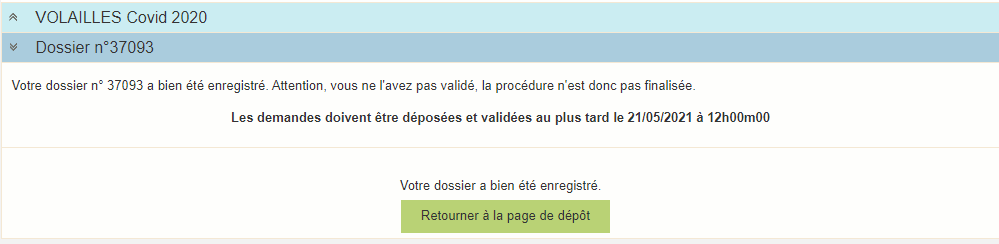 VOLAILLES Covid 2020
Dossier n°37093
Votre dossier n° 37093 a bien été enregistré. Attention, vous ne l'avez pas validé, la procédure n'est donc pas finalisée.
Les demandes doivent être déposées et validées au plus tard le 21/05/2021 à 12h00m00
Votre dossier a bien été enregistré.
Retourner à la page de dépôt